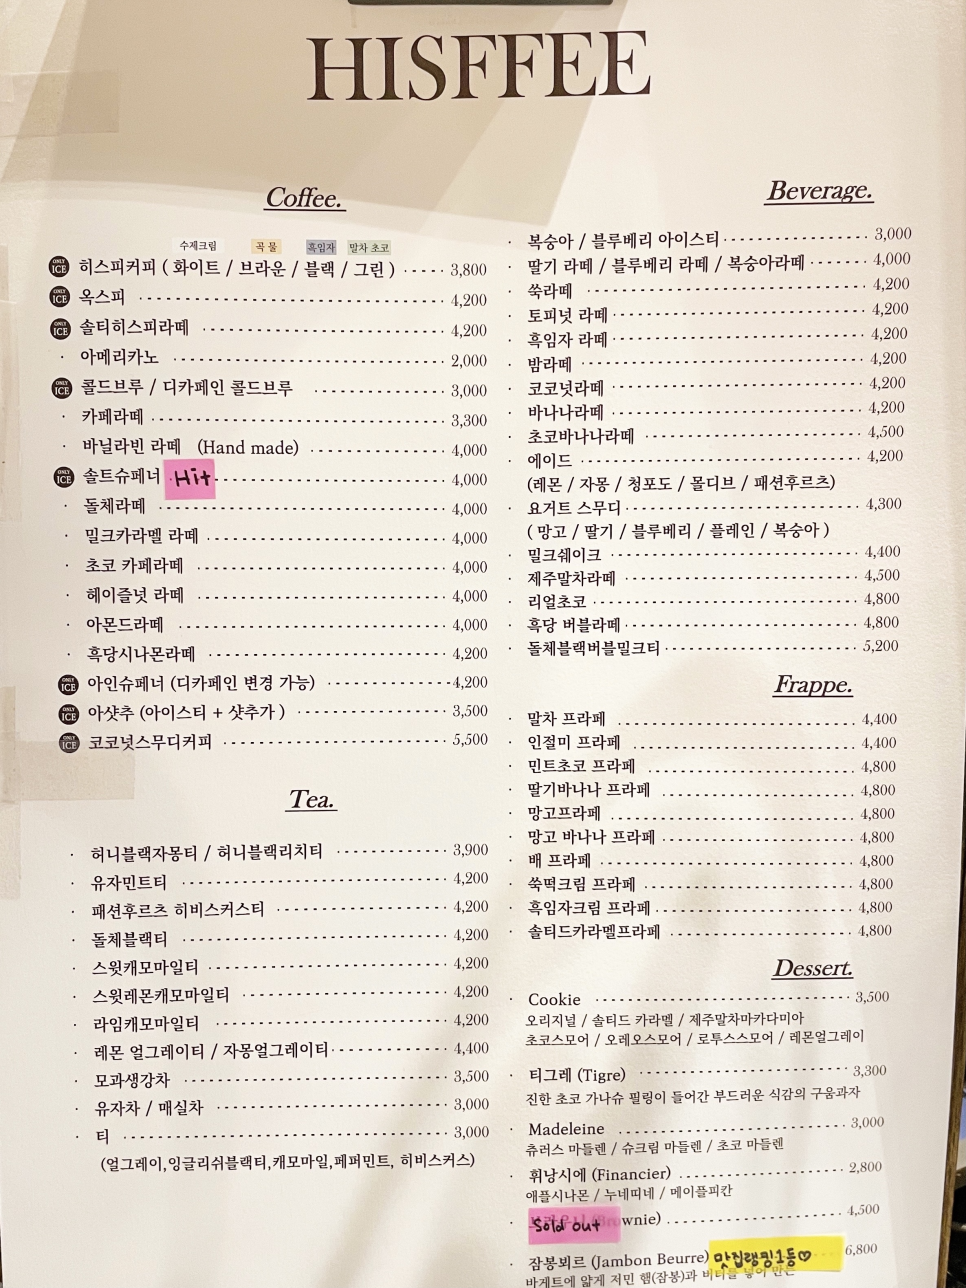 HISFFEE
Coffee.
수제크림 곡물 흑임자 말차 초코
ONLY ICE 히스피커피 ( 화이트 / 브라운 / 블랙 / 그린 ) 3,800
ONLY ICE 옥스피 4,200
ONLY ICE 솔티히스피라떼 4,200
· 아메리카노 2,000
ONLY ICE 콜드브루 / 디카페인 콜드브루 3,000
· 카페라떼 3,300
· 바닐라빈 라떼 (Hand made) 4,000
ONLY ICE 솔트슈페너 Hit 4,000
· 돌체라떼 4,000
· 밀크카라멜 라떼 4,000
· 초코 카페라떼 4,000
· 헤이즐넛 라떼 4,000
· 아몬드라떼 4,000
· 흑당시나몬라떼 4,200
ONLY ICE 아인슈페너 (디카페인 변경 가능) 4,200
ONLY ICE 아샷추 (아이스티 + 샷추가 ) 3,500
ONLY ICE 코코넛스무디커피 5,500
Tea.
· 허니블랙자몽티 / 허니블랙리치티 3,900
· 유자민트티 4,200
· 패션후르츠 히비스커스티 4,200
· 돌체블랙티 4,200
· 스윗캐모마일티 4,200
· 스윗레몬캐모마일티 4,200
· 라임캐모마일티 4,200
· 레몬 얼그레이티 / 자몽얼그레이티 4,400
· 모과생강차 3,500
· 유자차 / 매실차 3,000
· 티 3,000
(얼그레이,잉글리쉬블랙티,캐모마일,페퍼민트, 히비스커스)
Beverage.
· 복숭아 / 블루베리 아이스티 3,000
· 딸기 라떼 / 블루베리 라떼 / 복숭아라떼 4,000
· 쑥라떼 4,200
· 토피넛 라떼 4,200
· 흑임자 라떼 4,200
· 밤라떼 4,200
· 코코넛라떼 4,200
· 바나나라떼 4,200
· 초코바나나라떼 4,500
· 에이드 4,200
(레몬 / 자몽 / 청포도 / 몰디브 / 패션후르츠)
· 요거트 스무디 4,300
( 망고 / 딸기 / 블루베리 / 플레인 / 복숭아 )
· 밀크쉐이크 4,400
· 제주말차라떼 4,500
· 리얼초코 4,800
· 흑당 버블라떼 4,800
· 돌체블랙버블밀크티 5,200
Frappe.
· 말차 프라페 4,400
· 인절미 프라페 4,400
· 민트초코 프라페 4,800
· 딸기바나나 프라페 4,800
· 망고프라페 4,800
· 망고 바나나 프라페 4,800
· 배 프라페 4,800
· 쑥떡크림 프라페 4,800
· 흑임자크림 프라페 4,800
· 솔티드카라멜프라페 4,800
Dessert.
· Cookie 3,500
오리지널 / 솔티드 카라멜 / 제주말차마카다미아
초코스모어 / 오레오스모어 / 로투스스모어 / 레몬얼그레이
· 티그레 (Tigre) 3,300
진한 초코 가나슈 필링이 들어간 부드러운 식감의 구움과자
· Madeleine 3,000
츄러스 마들렌 / 슈크림 마들렌 / 초코 마들렌
· 휘낭시에 (Financier) 2,800
애플시나몬 / 누네띠네 / 메이플피칸
· Sold out wnie) 4,500
· 잠봉뵈르 (Jambon Beurre) 맛집랭킹1등♡ 6,800
바게트에 얇게 저민 햄(잠봉)과 버터를 넣어 만든